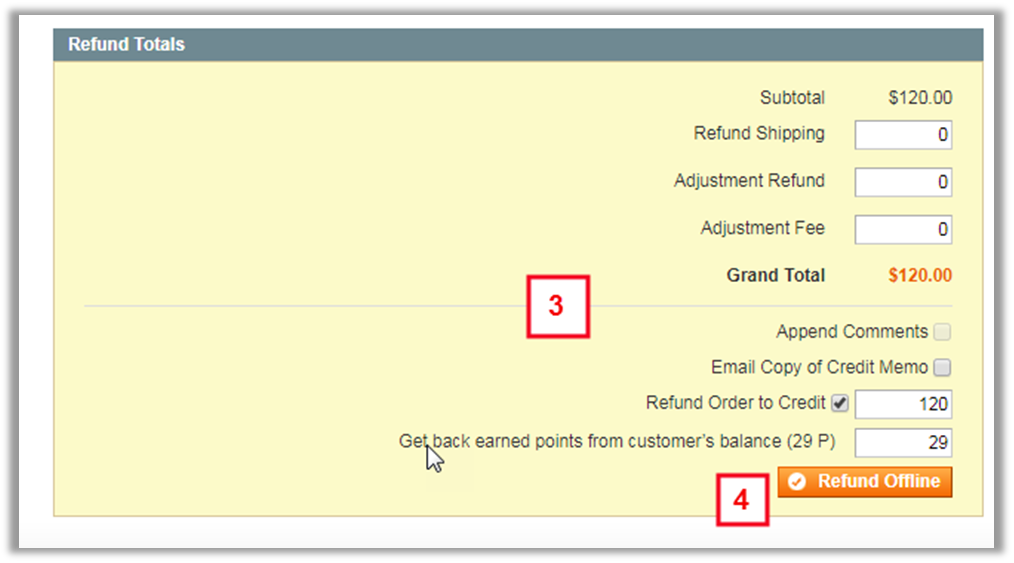 Refund Totals
Subtotal $120.00
Refund Shipping 0
Adjustment Refund 0
Adjustment Fee 0
Grand Total $120.00
3
Append Comments
Email Copy of Credit Memo
Refund Order to Credit 120
Get back earned points from customer's balance (29 P) 29
Refund Offline
4